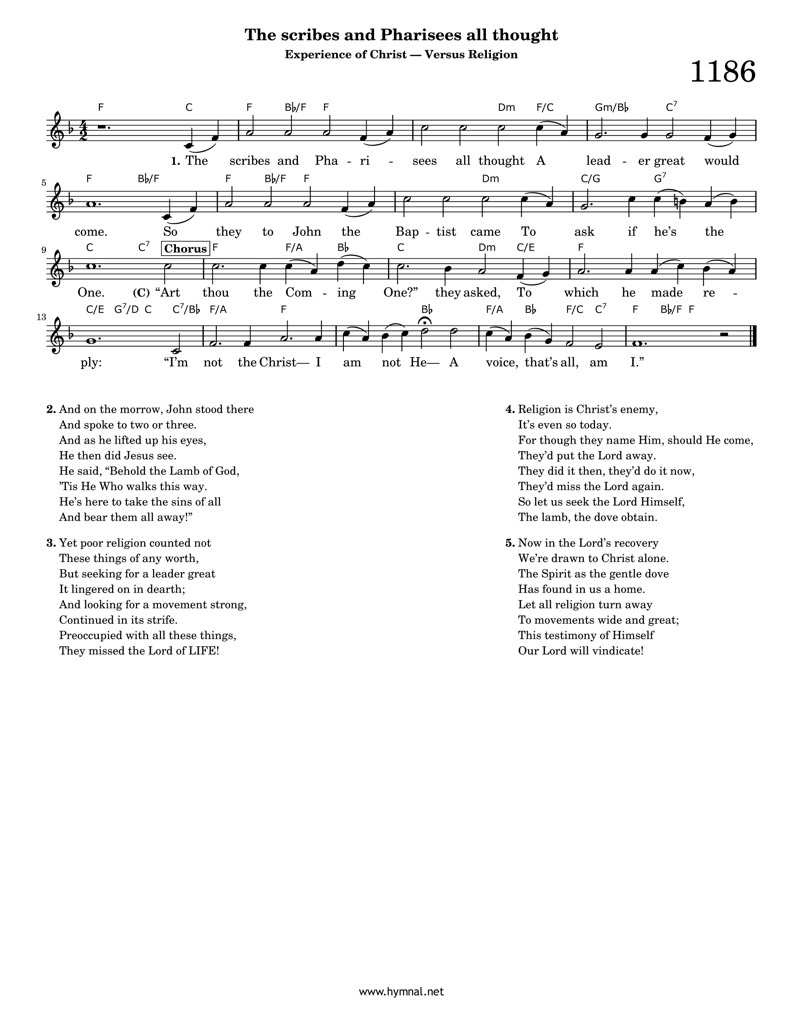 The scribes and Pharisees all thought
Experience of Christ — Versus Religion
1186
F C F B♭/F F Dm F/C Gm/B♭ C7
4 2
1. The scribes and Pha - ri - sees all thought A lead - er great would
5
F B♭/F F B♭/F F Dm C/G G7
come. So they to John the Bap - tist came To ask if he's the
9
C C7 Chorus F F/A B♭ C Dm C/E F
One. (C) “Art thou the Com - ing One?” they asked, To which he made re -
13
C/E G7/D C C7/B♭ F/A F B♭ F/A B♭ F/C C7 F B♭/F F
ply: “I’m not the Christ— I am not He— A voice, that’s all, am I.”
2. And on the morrow, John stood there
And spoke to two or three.
And as he lifted up his eyes,
He then did Jesus see.
He said, “Behold the Lamb of God,
’Tis He Who walks this way.
He’s here to take the sins of all
And bear them all away!”
3. Yet poor religion counted not
These things of any worth,
But seeking for a leader great
It lingered on in dearth;
And looking for a movement strong,
Continued in its strife.
Preoccupied with all these things,
They missed the Lord of LIFE!
4. Religion is Christ’s enemy,
It’s even so today.
For though they name Him, should He come,
They’d put the Lord away.
They did it then, they’d do it now,
They’d miss the Lord again.
So let us seek the Lord Himself,
The lamb, the dove obtain.
5. Now in the Lord’s recovery
We’re drawn to Christ alone.
The Spirit as the gentle dove
Has found in us a home.
Let all religion turn away
To movements wide and great;
This testimony of Himself
Our Lord will vindicate!
www.hymnal.net